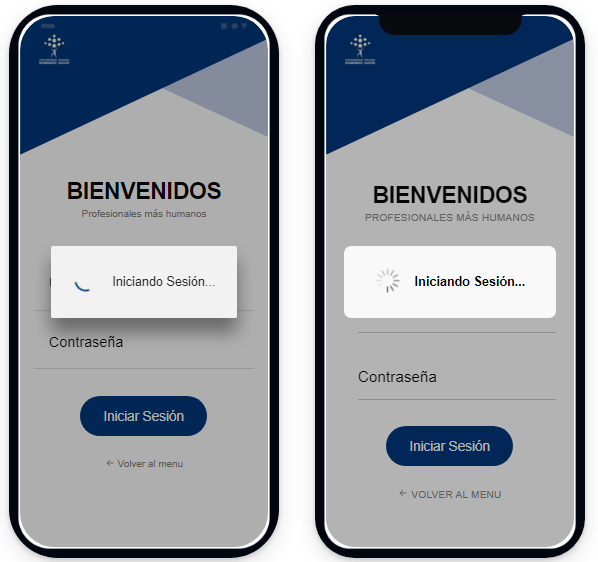 BIENVENIDOS
Profesionales más humanos
Iniciando Sesión...
Contraseña
Iniciar Sesión
← Volver al menu
BIENVENIDOS
PROFESIONALES MÁS HUMANOS
Iniciando Sesión...
Contraseña
Iniciar Sesión
← VOLVER AL MENU